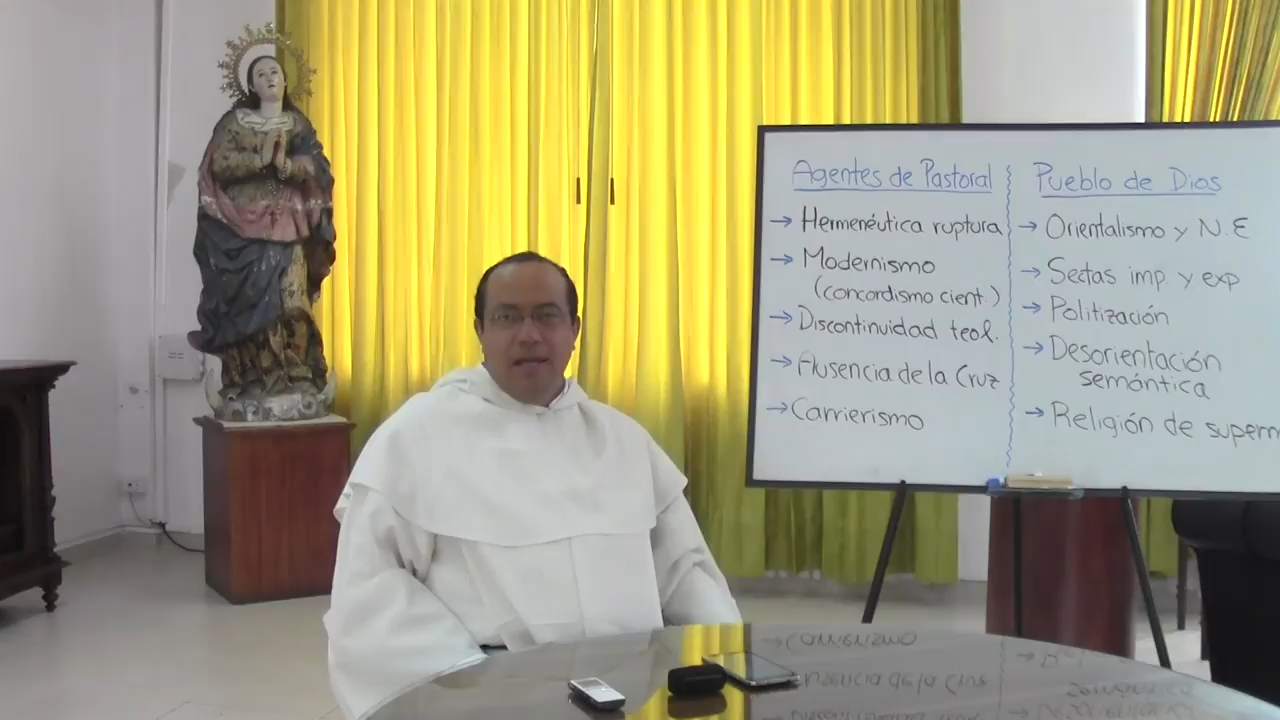 Agentes de Pastoral
→ Hermenéutica ruptura
→ Modernismo
(concordismo cient.)
→ Discontinuidad teol.
→ Ausencia de la Cruz
→ Carrierismo
Pueblo de Dios
→ Orientalismo y N.E
→ Sectas imp. y exp
→ Politización
→ Desorientación
semántica
→ Religión de superm